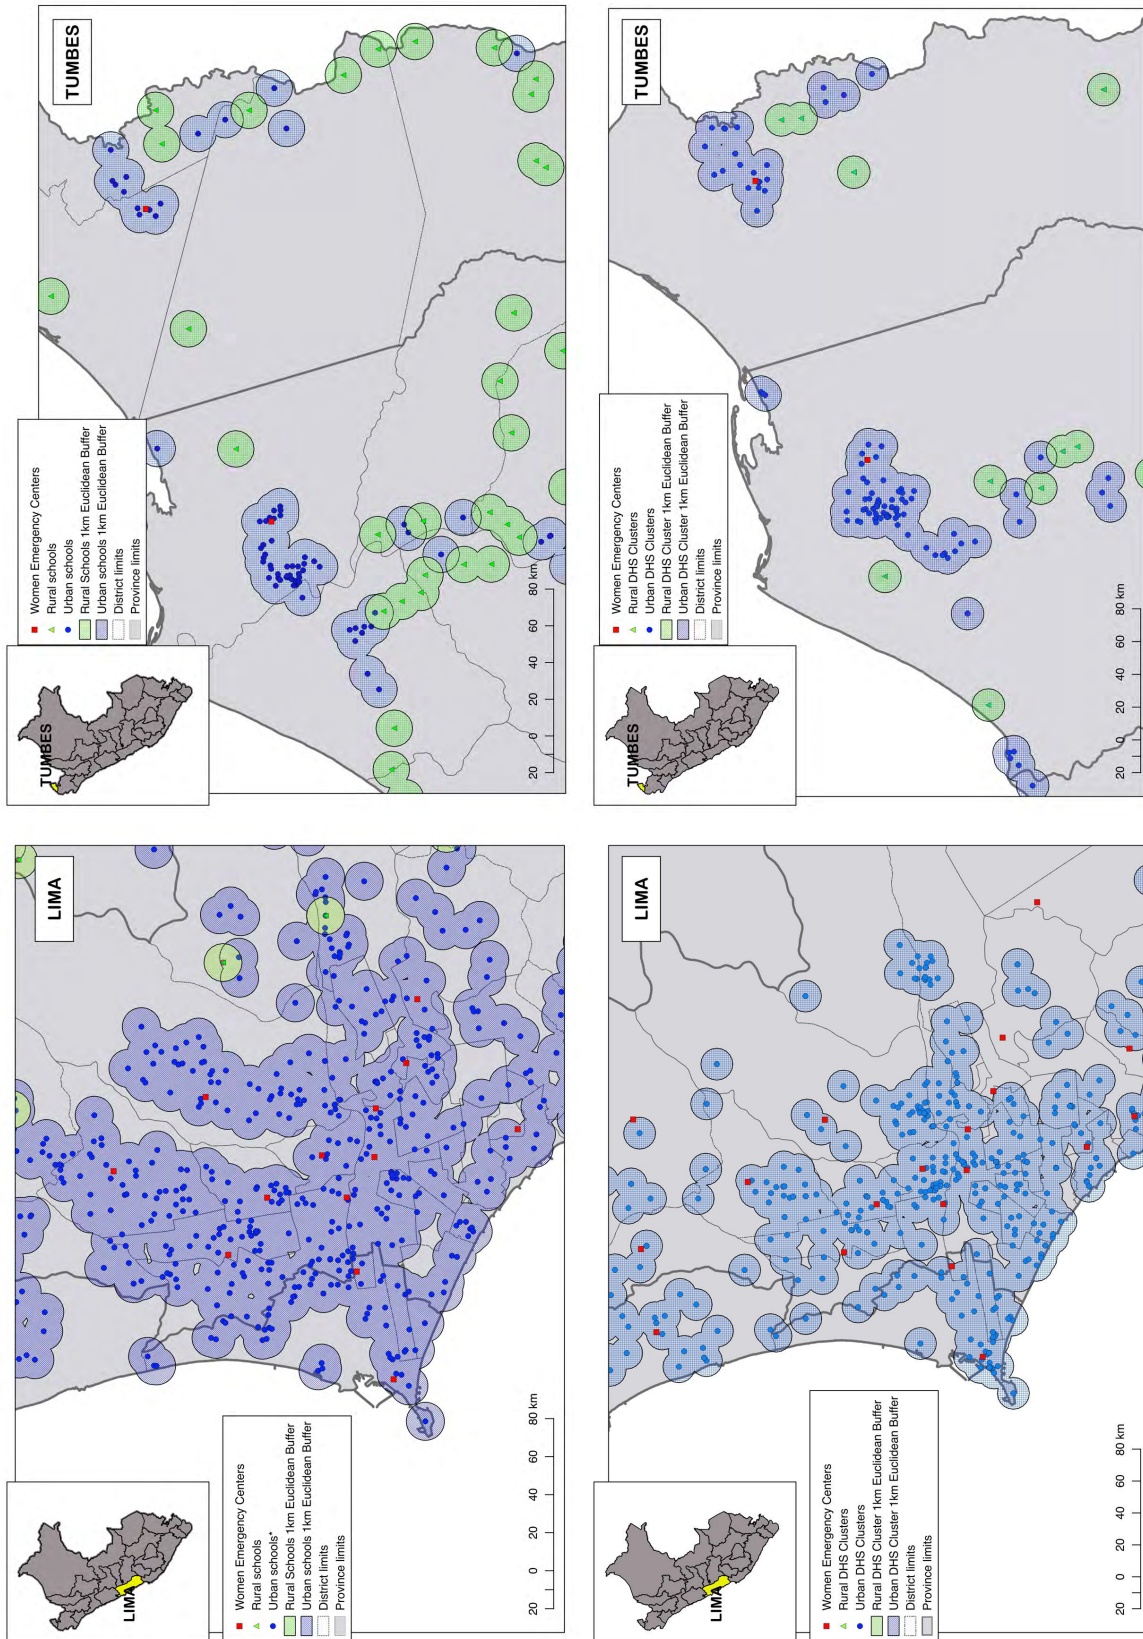 LIMA
LIMA
Women Emergency Centers
Rural schools
Urban schools*
Rural Schools 1km Euclidean Buffer
Urban schools 1km Euclidean Buffer
District limits
Province limits
20 0 20 40 60 80 km
TUMBES
TUMBES
Women Emergency Centers
Rural schools
Urban schools
Rural Schools 1km Euclidean Buffer
Urban schools 1km Euclidean Buffer
District limits
Province limits
20 0 20 40 60 80 km
LIMA
LIMA
Women Emergency Centers
Rural DHS Clusters
Urban DHS Clusters
Rural DHS Cluster 1km Euclidean Buffer
Urban DHS Cluster 1km Euclidean Buffer
District limits
Province limits
20 0 20 40 60 80 km
TUMBES
TUMBES
Women Emergency Centers
Rural DHS Clusters
Urban DHS Clusters
Rural DHS Cluster 1km Euclidean Buffer
Urban DHS Cluster 1km Euclidean Buffer
District limits
Province limits
20 0 20 40 60 80 km